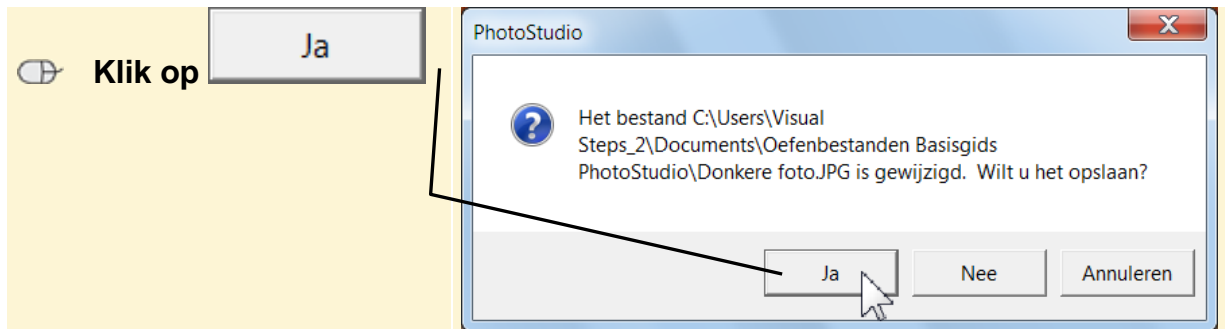 Klik op Ja
PhotoStudio
Het bestand C:\Users\Visual
Steps_2\Documents\Oefenbestanden Basisgids
PhotoStudio\Donkere foto.JPG is gewijzigd.  Wilt u het opslaan?
Ja Nee Annuleren